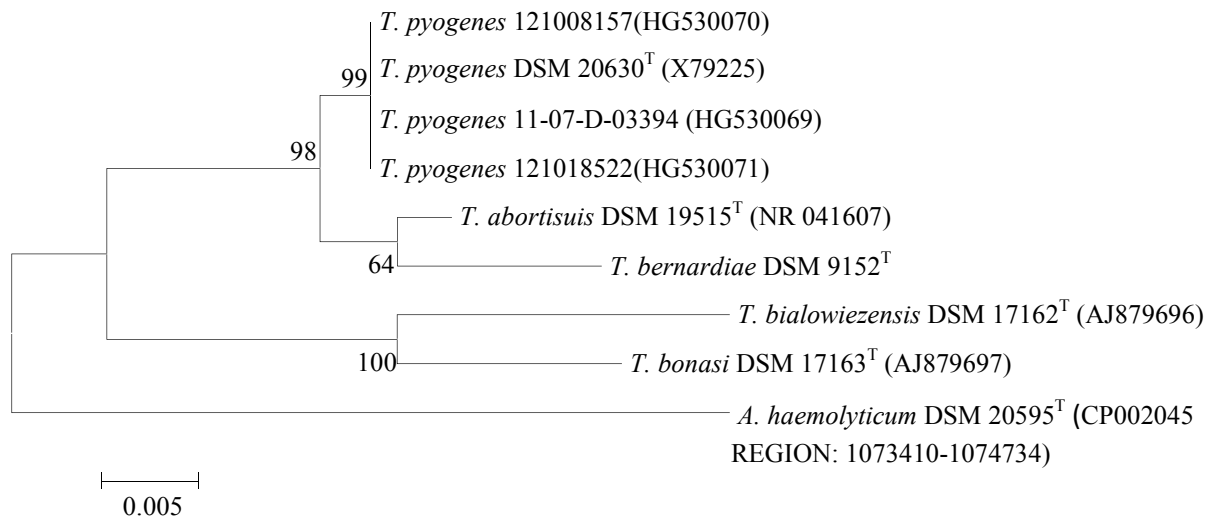 T. pyogenes 121008157(HG530070)
T. pyogenes DSM 20630ᵀ (X79225)
99
T. pyogenes 11-07-D-03394 (HG530069)
98
T. pyogenes 121018522(HG530071)
T. abortisuis DSM 19515ᵀ (NR 041607)
64
T. bernardiae DSM 9152ᵀ
T. bialowiezensis DSM 17162ᵀ (AJ879696)
100
T. bonasi DSM 17163ᵀ (AJ879697)
A. haemolyticum DSM 20595ᵀ (CP002045
REGION: 1073410-1074734)
0.005